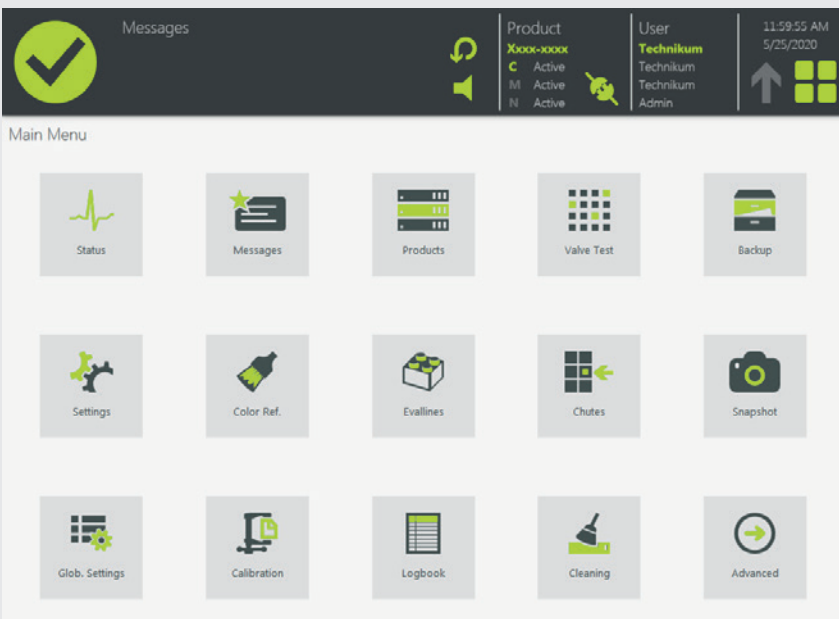 Messages
Product
Xxxx-xxxx
C Active
M Active
N Active
User
Technikum
Technikum
Technikum
Admin
11:59:55 AM
5/25/2020
Main Menu
Status
Messages
Products
Valve Test
Backup
Settings
Color Ref.
Evallines
Chutes
Snapshot
Glob. Settings
Calibration
Logbook
Cleaning
Advanced